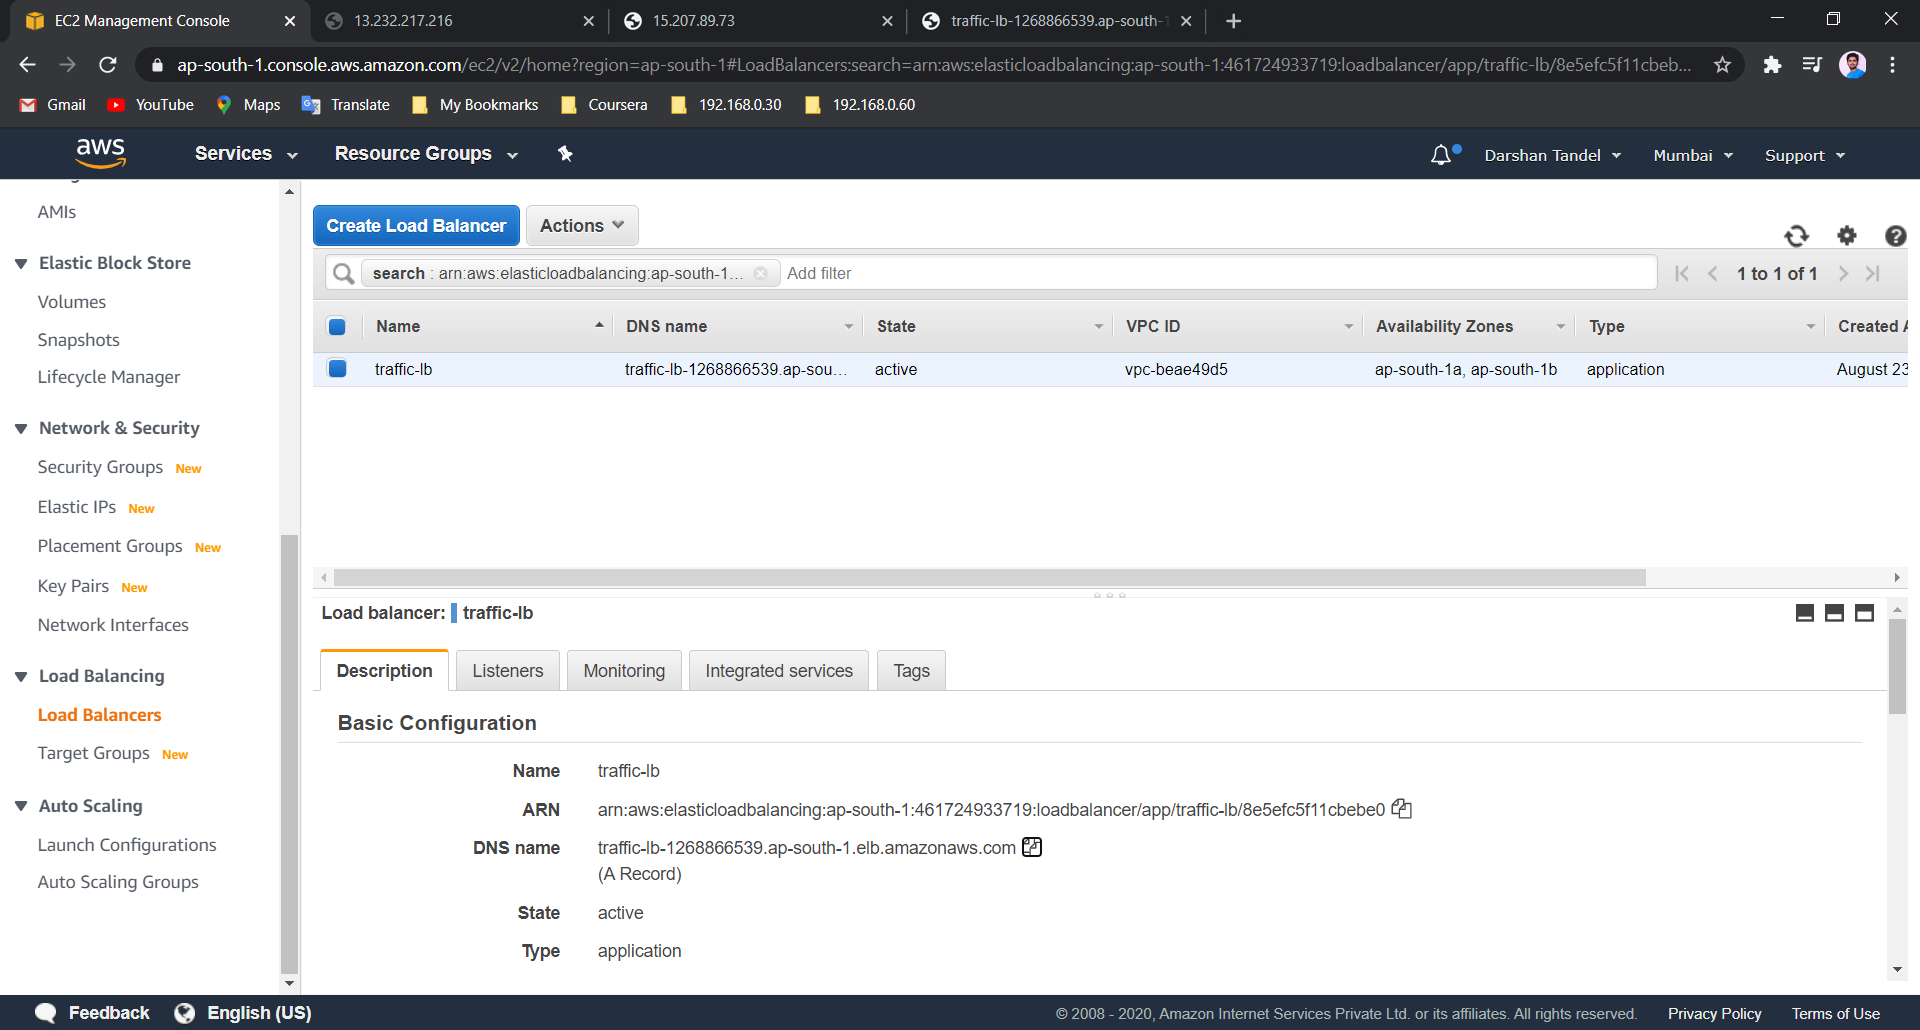 EC2 Management Console
13.232.217.216
15.207.89.73
traffic-lb-1268866539.ap-south-1
ap-south-1.console.aws.amazon.com/ec2/v2/home?region=ap-south-1#LoadBalancers:search=arn:aws:elasticloadbalancing:ap-south-1:461724933719:loadbalancer/app/traffic-lb/8e5efc5f11cbeb...
Gmail YouTube Maps Translate My Bookmarks Coursera 192.168.0.30 192.168.0.60
aws Services Resource Groups Darshan Tandel Mumbai Support
AMIs
Elastic Block Store
Volumes
Snapshots
Lifecycle Manager
Network & Security
Security Groups New
Elastic IPs New
Placement Groups New
Key Pairs New
Network Interfaces
Load Balancing
Load Balancers
Target Groups New
Auto Scaling
Launch Configurations
Auto Scaling Groups
Create Load Balancer Actions
search : arn:aws:elasticloadbalancing:ap-south-1... Add filter 1 to 1 of 1
Name DNS name State VPC ID Availability Zones Type Created A
traffic-lb traffic-lb-1268866539.ap-sou... active vpc-beae49d5 ap-south-1a, ap-south-1b application August 23
Load balancer: traffic-lb
Description Listeners Monitoring Integrated services Tags
Basic Configuration
Name traffic-lb
ARN arn:aws:elasticloadbalancing:ap-south-1:461724933719:loadbalancer/app/traffic-lb/8e5efc5f11cbebe0
DNS name traffic-lb-1268866539.ap-south-1.elb.amazonaws.com
(A Record)
State active
Type application
Feedback English (US) © 2008 - 2020, Amazon Internet Services Private Ltd. or its affiliates. All rights reserved. Privacy Policy Terms of Use